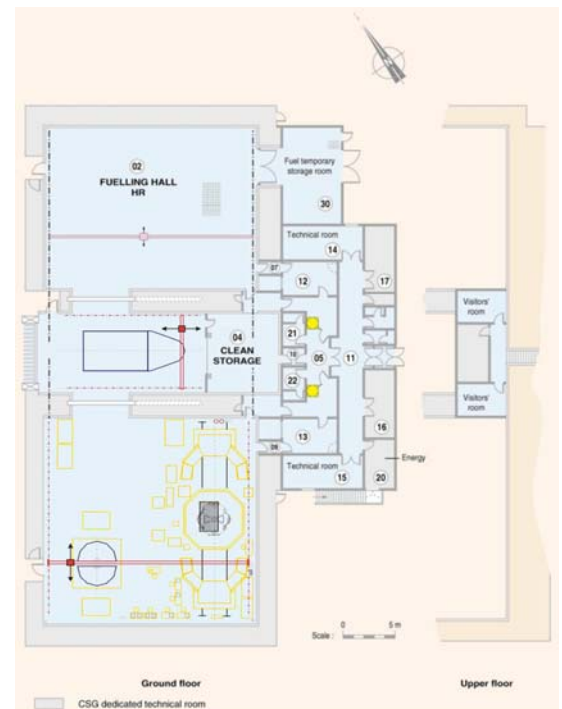 02
FUELLING HALL
HR
Fuel temporary
storage room
30
Technical room
14
07
12
17
04
CLEAN
STORAGE
21
10
05
11
22
Visitors'
room
Visitors'
room
13
16
08
Energy
Technical room
15
20
Scale :
0
5 m
Ground floor
Upper floor
CSG dedicated technical room